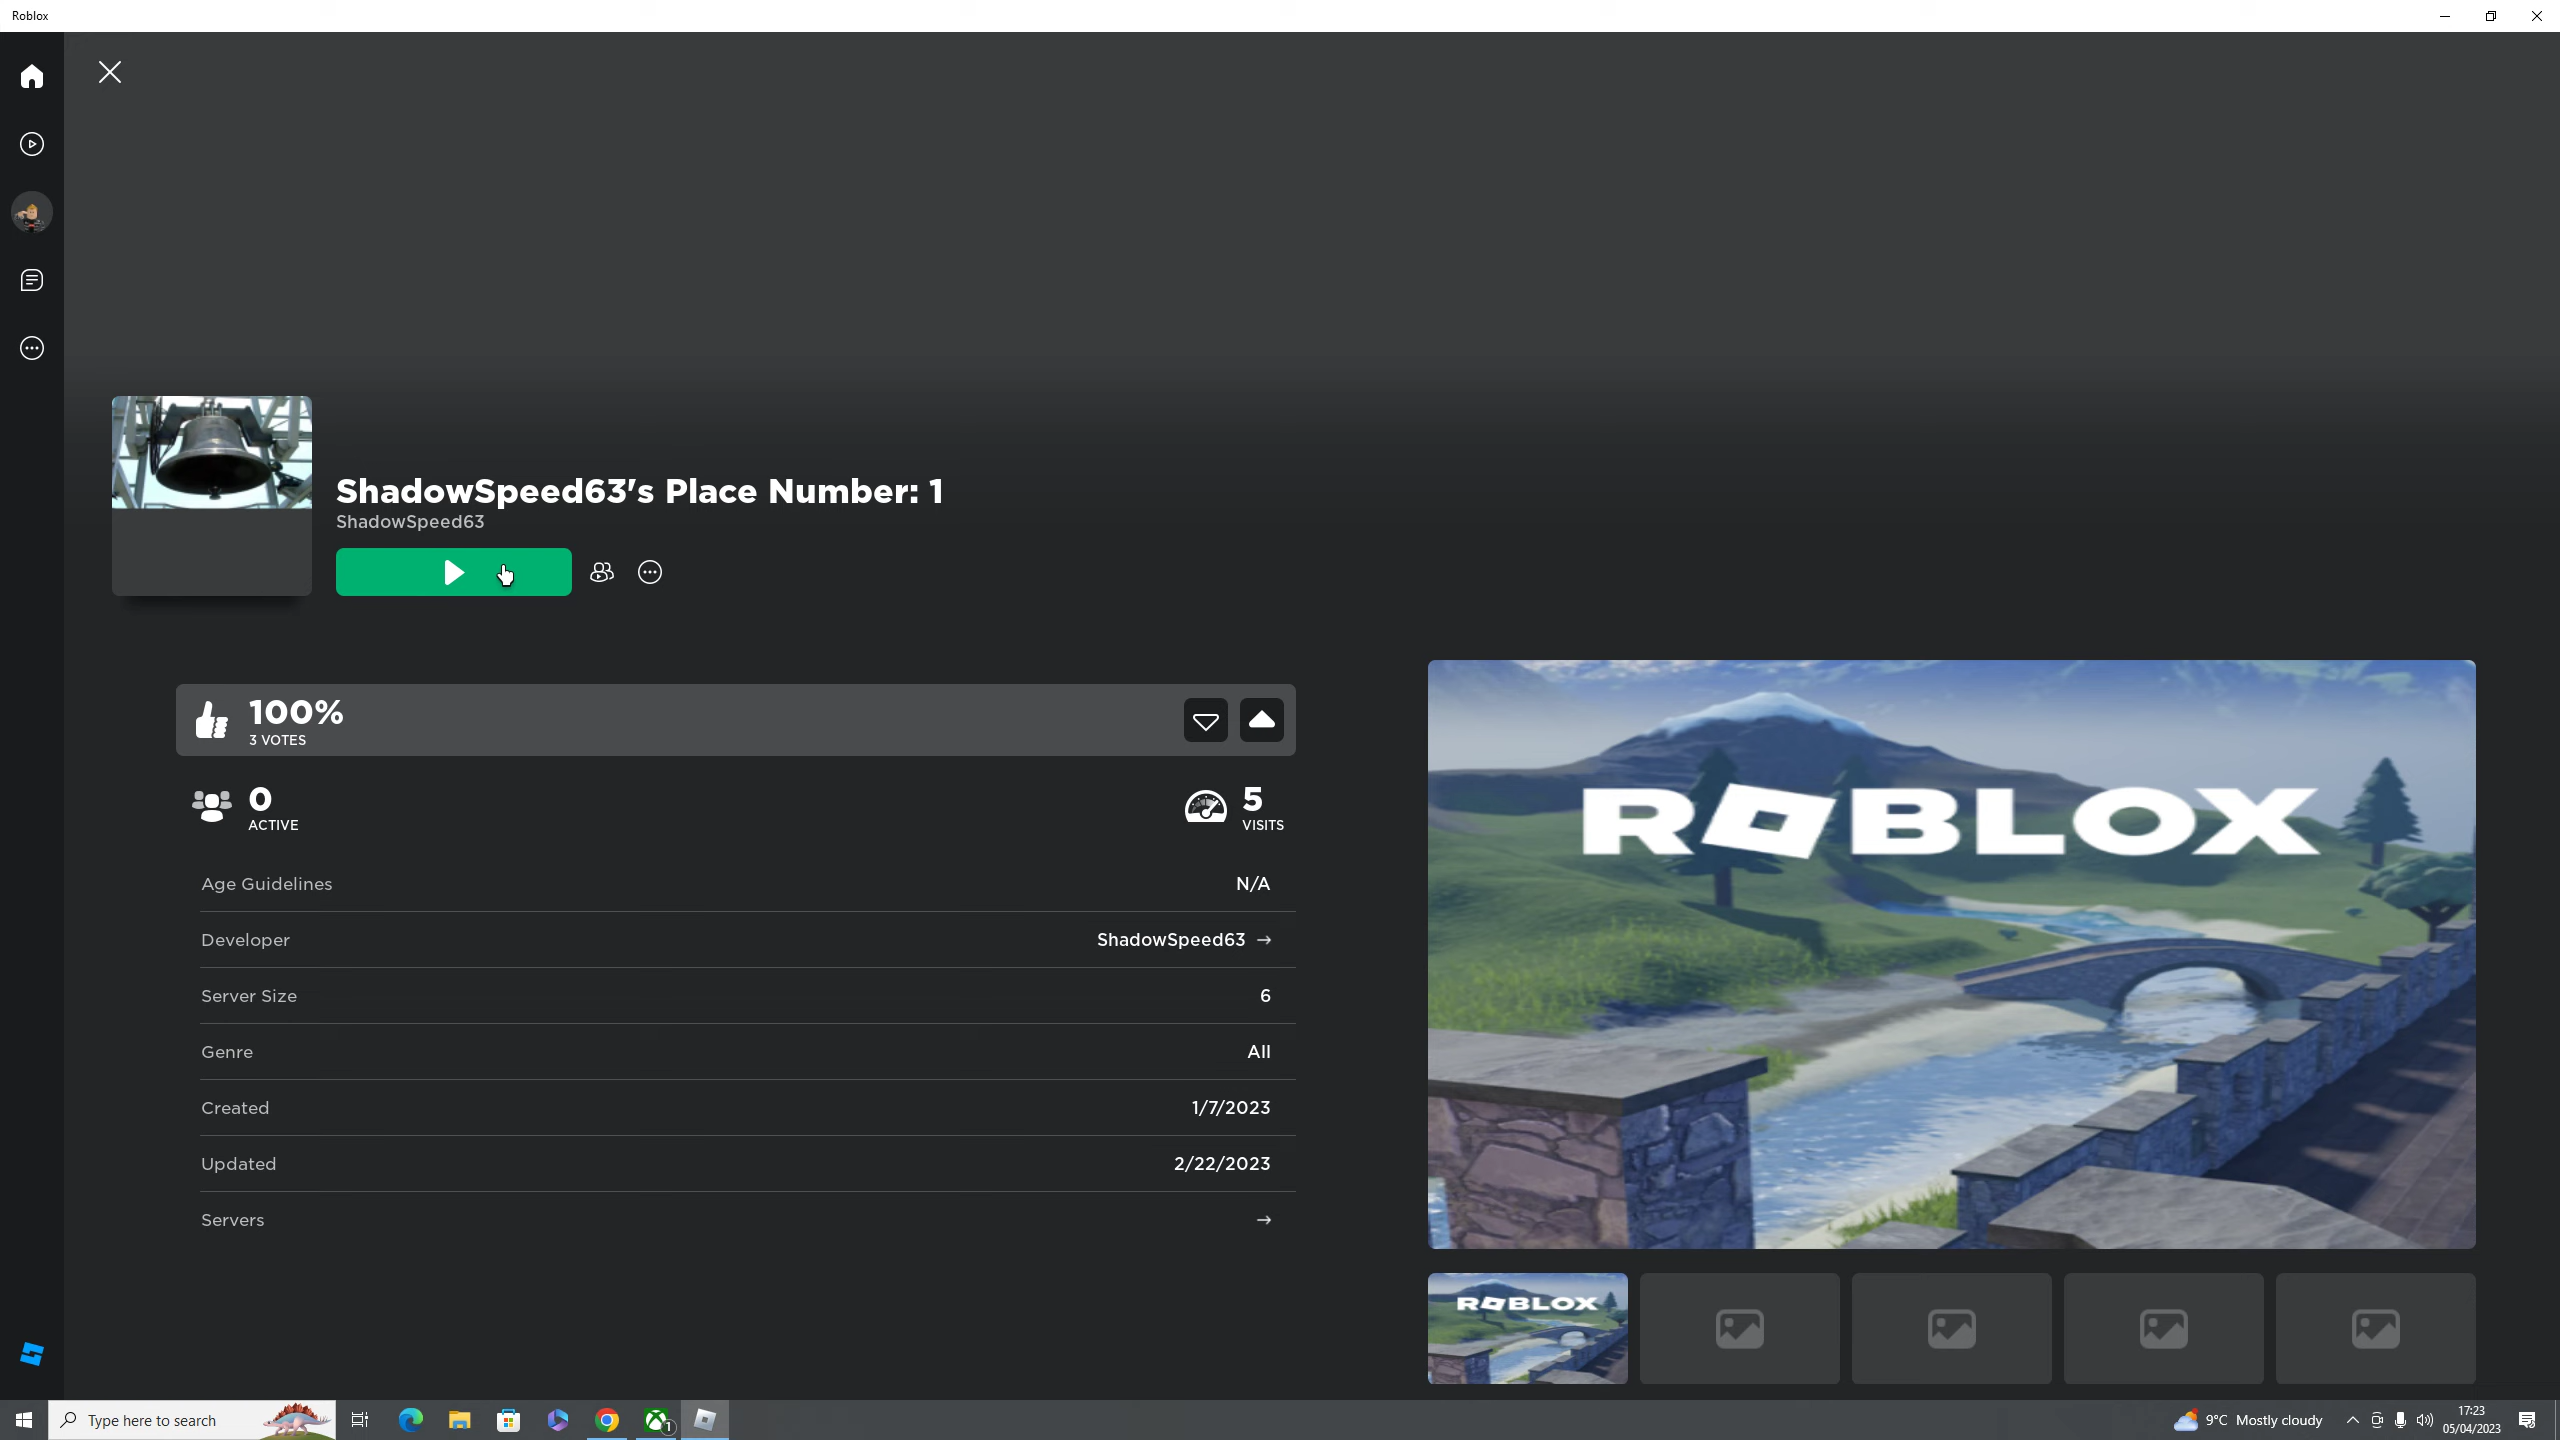 Roblox
ShadowSpeed63's Place Number: 1
ShadowSpeed63
100%
3 VOTES
0
ACTIVE
5
VISITS
Age Guidelines N/A
Developer ShadowSpeed63 →
Server Size 6
Genre All
Created 1/7/2023
Updated 2/22/2023
Servers →
ROBLOX
ROBLOX
Type here to search
1
9°C Mostly cloudy
17:23
05/04/2023